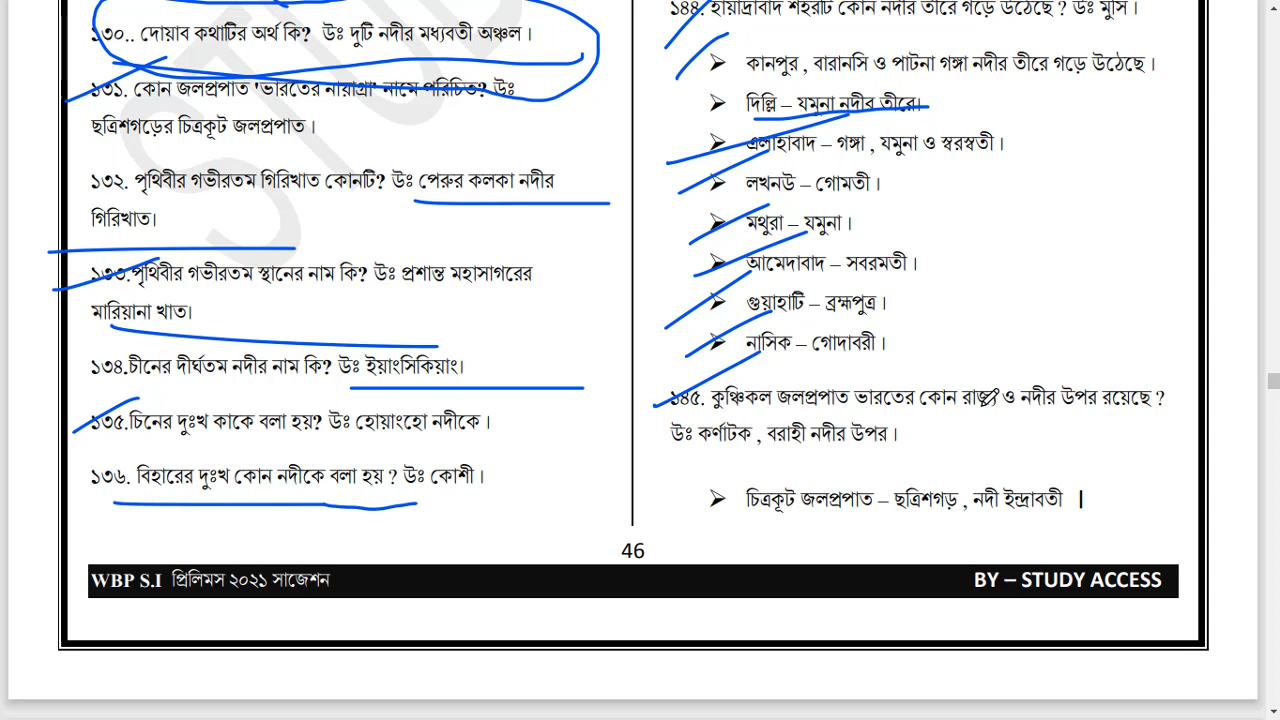 ১৩০.. দোয়াব কথাটির অর্থ কি? উঃ দুটি নদীর মধ্যবর্তী অঞ্চল।
১৩১. কোন জলপ্রপাত 'ভারতের নায়াগ্রা' নামে পরিচিত? উঃ
ছত্রিশগড়ের চিত্রকূট জলপ্রপাত।
১৩২. পৃথিবীর গভীরতম গিরিখাত কোনটি? উঃ পেরুর কলকা নদীর
গিরিখাত।
১৩৩.পৃথিবীর গভীরতম স্থানের নাম কি? উঃ প্রশান্ত মহাসাগরের
মারিয়ানা খাত।
১৩৪.চীনের দীর্ঘতম নদীর নাম কি? উঃ ইয়াংসিকিয়াং।
১৩৫.চিনের দুঃখ কাকে বলা হয়? উঃ হোয়াংহো নদীকে।
১৩৬. বিহারের দুঃখ কোন নদীকে বলা হয় ? উঃ কোশী।
১৪৪. হায়াদ্রাবাদ শহরটি কোন নদীর তীরে গড়ে উঠেছে ? উঃ মুসি।
➢ কানপুর , বারানসি ও পাটনা গঙ্গা নদীর তীরে গড়ে উঠেছে।
➢ দিল্লি – যমুনা নদীর তীরে।
➢ এলাহাবাদ – গঙ্গা , যমুনা ও স্বরস্বতী।
➢ লখনউ – গোমতী।
➢ মথুরা – যমুনা।
➢ আমেদাবাদ – সবরমতী।
➢ গুয়াহাটি – ব্রহ্মপুত্র।
➢ নাসিক – গোদাবরী।
১৪৫. কুঞ্চিকল জলপ্রপাত ভারতের কোন রাজ্য ও নদীর উপর রয়েছে ?
উঃ কর্ণাটক , বরাহী নদীর উপর।
➢ চিত্রকূট জলপ্রপাত – ছত্রিশগড় , নদী ইন্দ্রাবতী ।
46
WBP S.I প্রিলিমস ২০২১ সাজেশন
BY – STUDY ACCESS